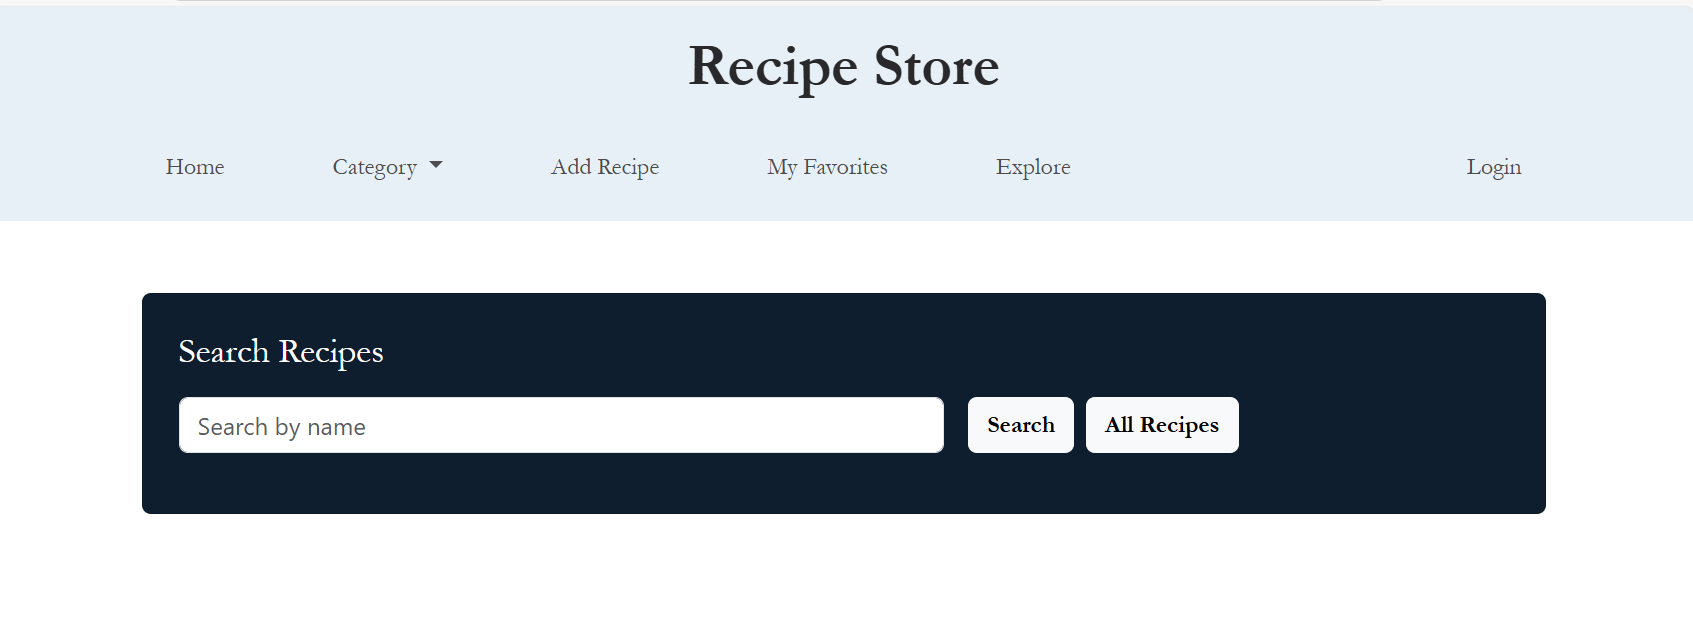 Recipe Store
Home Category Add Recipe My Favorites Explore Login
Search Recipes
Search by name Search All Recipes